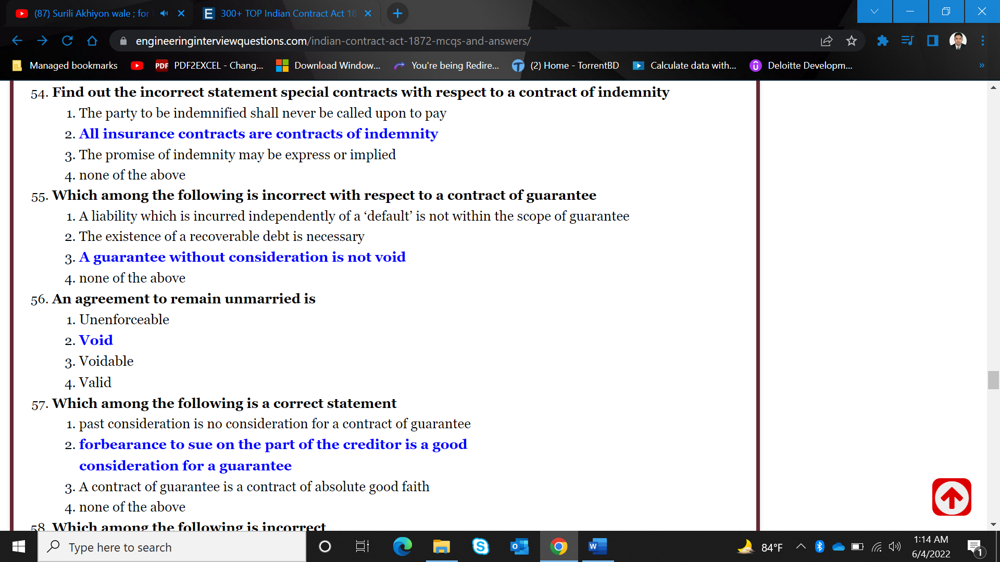 (87) Surili Akhiyon wale ; for
300+ TOP Indian Contract Act 18
engineeringinterviewquestions.com/indian-contract-act-1872-mcqs-and-answers/
Managed bookmarks
PDF PDF2EXCEL - Chang...
Download Window...
You're being Redire...
(2) Home - TorrentBD
Calculate data with...
Deloitte Developm...
54. Find out the incorrect statement special contracts with respect to a contract of indemnity
1. The party to be indemnified shall never be called upon to pay
2. All insurance contracts are contracts of indemnity
3. The promise of indemnity may be express or implied
4. none of the above
55. Which among the following is incorrect with respect to a contract of guarantee
1. A liability which is incurred independently of a ‘default’ is not within the scope of guarantee
2. The existence of a recoverable debt is necessary
3. A guarantee without consideration is not void
4. none of the above
56. An agreement to remain unmarried is
1. Unenforceable
2. Void
3. Voidable
4. Valid
57. Which among the following is a correct statement
1. past consideration is no consideration for a contract of guarantee
2. forbearance to sue on the part of the creditor is a good
consideration for a guarantee
3. A contract of guarantee is a contract of absolute good faith
4. none of the above
58. Which among the following is incorrect
Type here to search
84°F
1:14 AM
6/4/2022
1